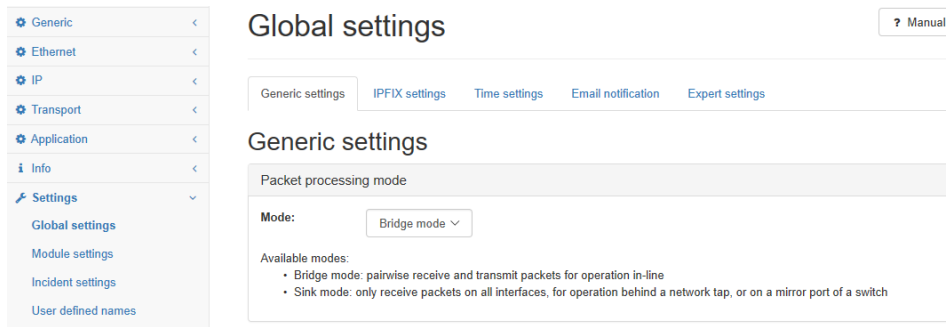 Generic
Ethernet
IP
Transport
Application
Info
Settings
Global settings
Module settings
Incident settings
User defined names
Global settings
? Manual
Generic settings IPFIX settings Time settings Email notification Expert settings
Generic settings
Packet processing mode
Mode: Bridge mode
Available modes:
• Bridge mode: pairwise receive and transmit packets for operation in-line
• Sink mode: only receive packets on all interfaces, for operation behind a network tap, or on a mirror port of a switch